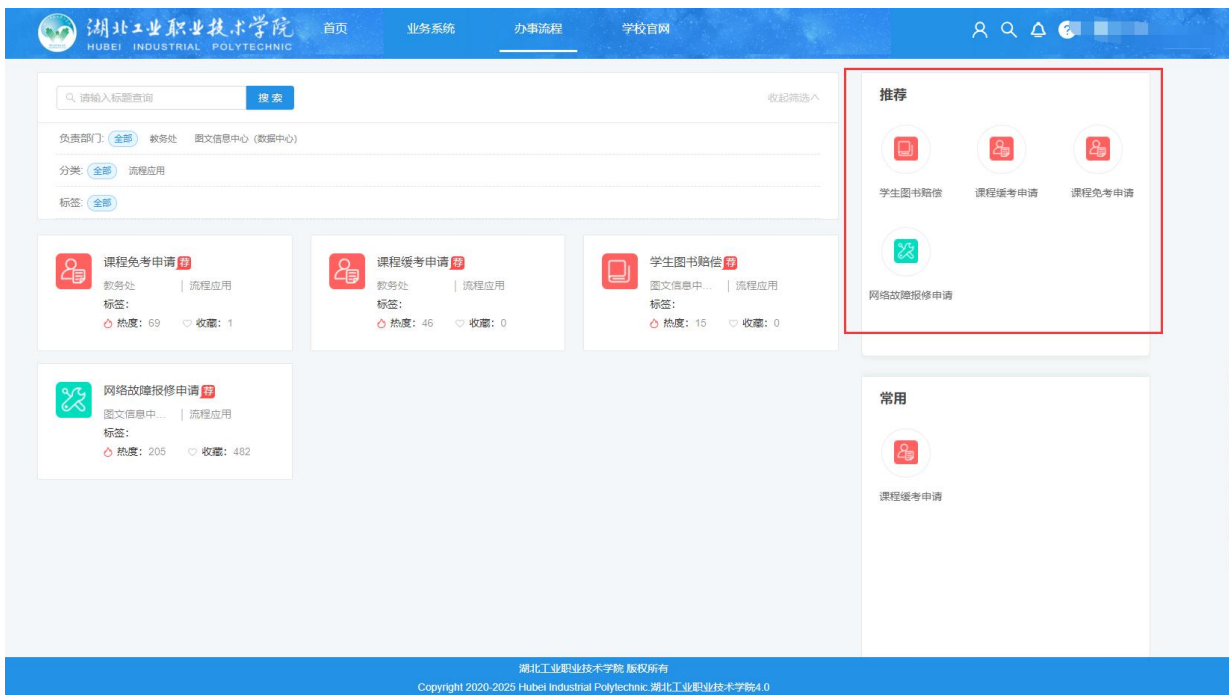 湖北工业职业技术学院
HUBEI INDUSTRIAL POLYTECHNIC
首页 业务系统 办事流程 学校官网
请输入标题查询 搜索 收起筛选
负责部门: 全部 教务处 图文信息中心（数据中心）
分类: 全部 流程应用
标签: 全部
课程免考申请 荐
教务处 | 流程应用
标签:
热度: 69 收藏: 1
课程缓考申请 荐
教务处 | 流程应用
标签:
热度: 46 收藏: 0
学生图书赔偿 荐
图文信息中... | 流程应用
标签:
热度: 15 收藏: 0
网络故障报修申请 荐
图文信息中... | 流程应用
标签:
热度: 205 收藏: 482
推荐
学生图书赔偿 课程缓考申请 课程免考申请
网络故障报修申请
常用
课程缓考申请
湖北工业职业技术学院 版权所有
Copyright 2020-2025 Hubei Industrial Polytechnic.湖北工业职业技术学院4.0